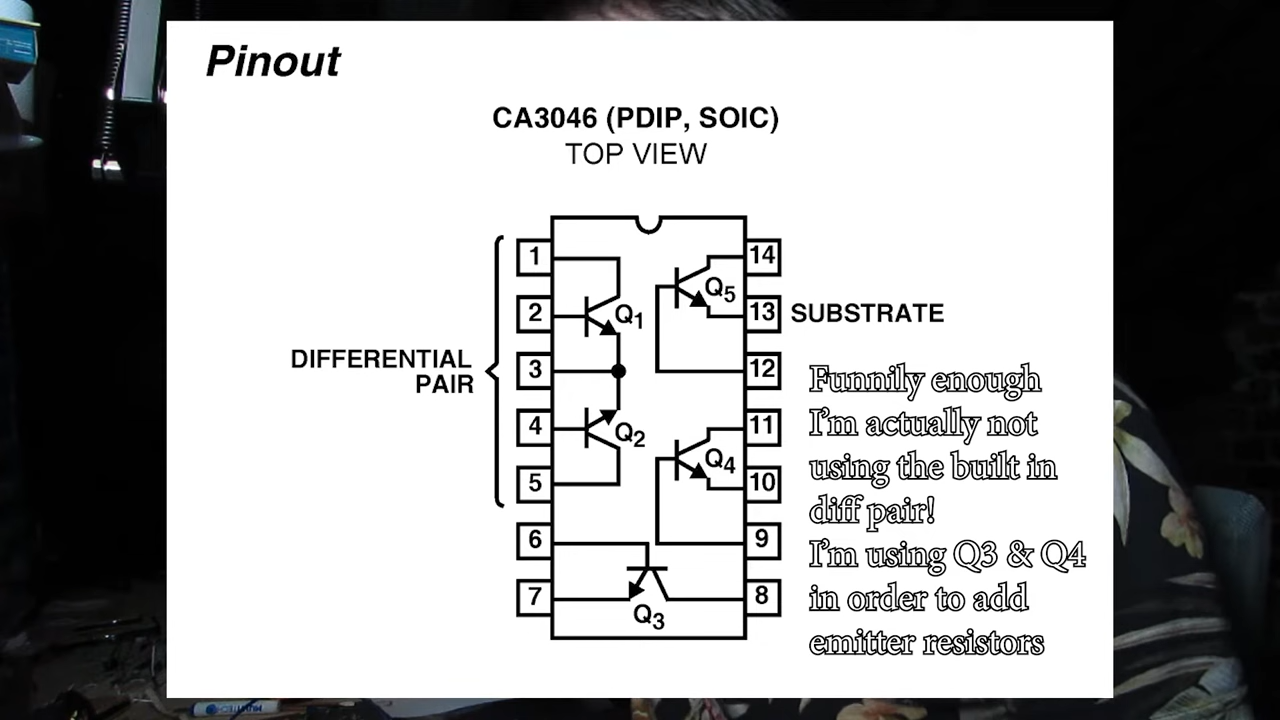 Pinout
CA3046 (PDIP, SOIC)
TOP VIEW
DIFFERENTIAL
PAIR
1
2
3
4
5
6
7
14
13 SUBSTRATE
12
11
10
9
8
Q1
Q2
Q5
Q4
Q3
Funnily enough
I'm actually not
using the built in
diff pair!
I'm using Q3 & Q4
in order to add
emitter resistors